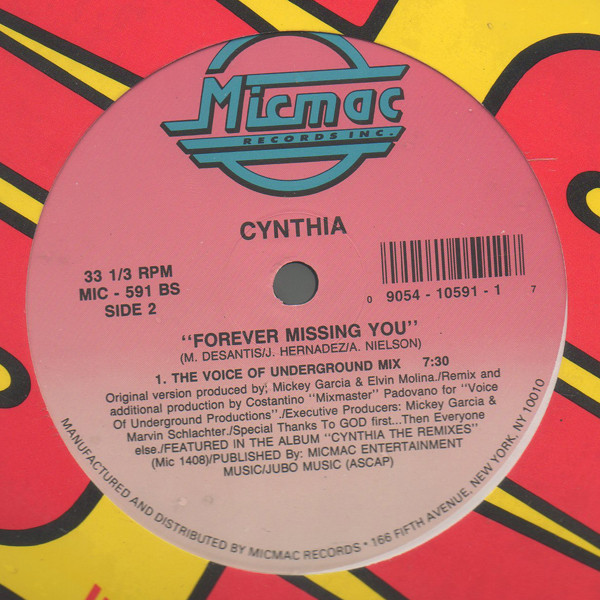 Micmac
RECORDS INC.
CYNTHIA
33 1/3 RPM
MIC - 591 BS
SIDE 2
0 9054 - 10591 - 1 7
"FOREVER MISSING YOU"
(M. DESANTIS/J. HERNADEZ/A. NIELSON)
1. THE VOICE OF UNDERGROUND MIX 7:30
Original version produced by; Mickey Garcia & Elvin Molina./Remix and
additional production by Costantino "Mixmaster" Padovano for "Voice
Of Underground Productions"./Executive Producers: Mickey Garcia &
Marvin Schlachter./Special Thanks To GOD first...Then Everyone
else./FEATURED IN THE ALBUM "CYNTHIA THE REMIXES"
(Mic 1408)/PUBLISHED By: MICMAC ENTERTAINMENT
MUSIC/JUBO MUSIC (ASCAP)
MANUFACTURED AND DISTRIBUTED BY MICMAC RECORDS • 166 FIFTH AVENUE, NEW YORK, NY 10010